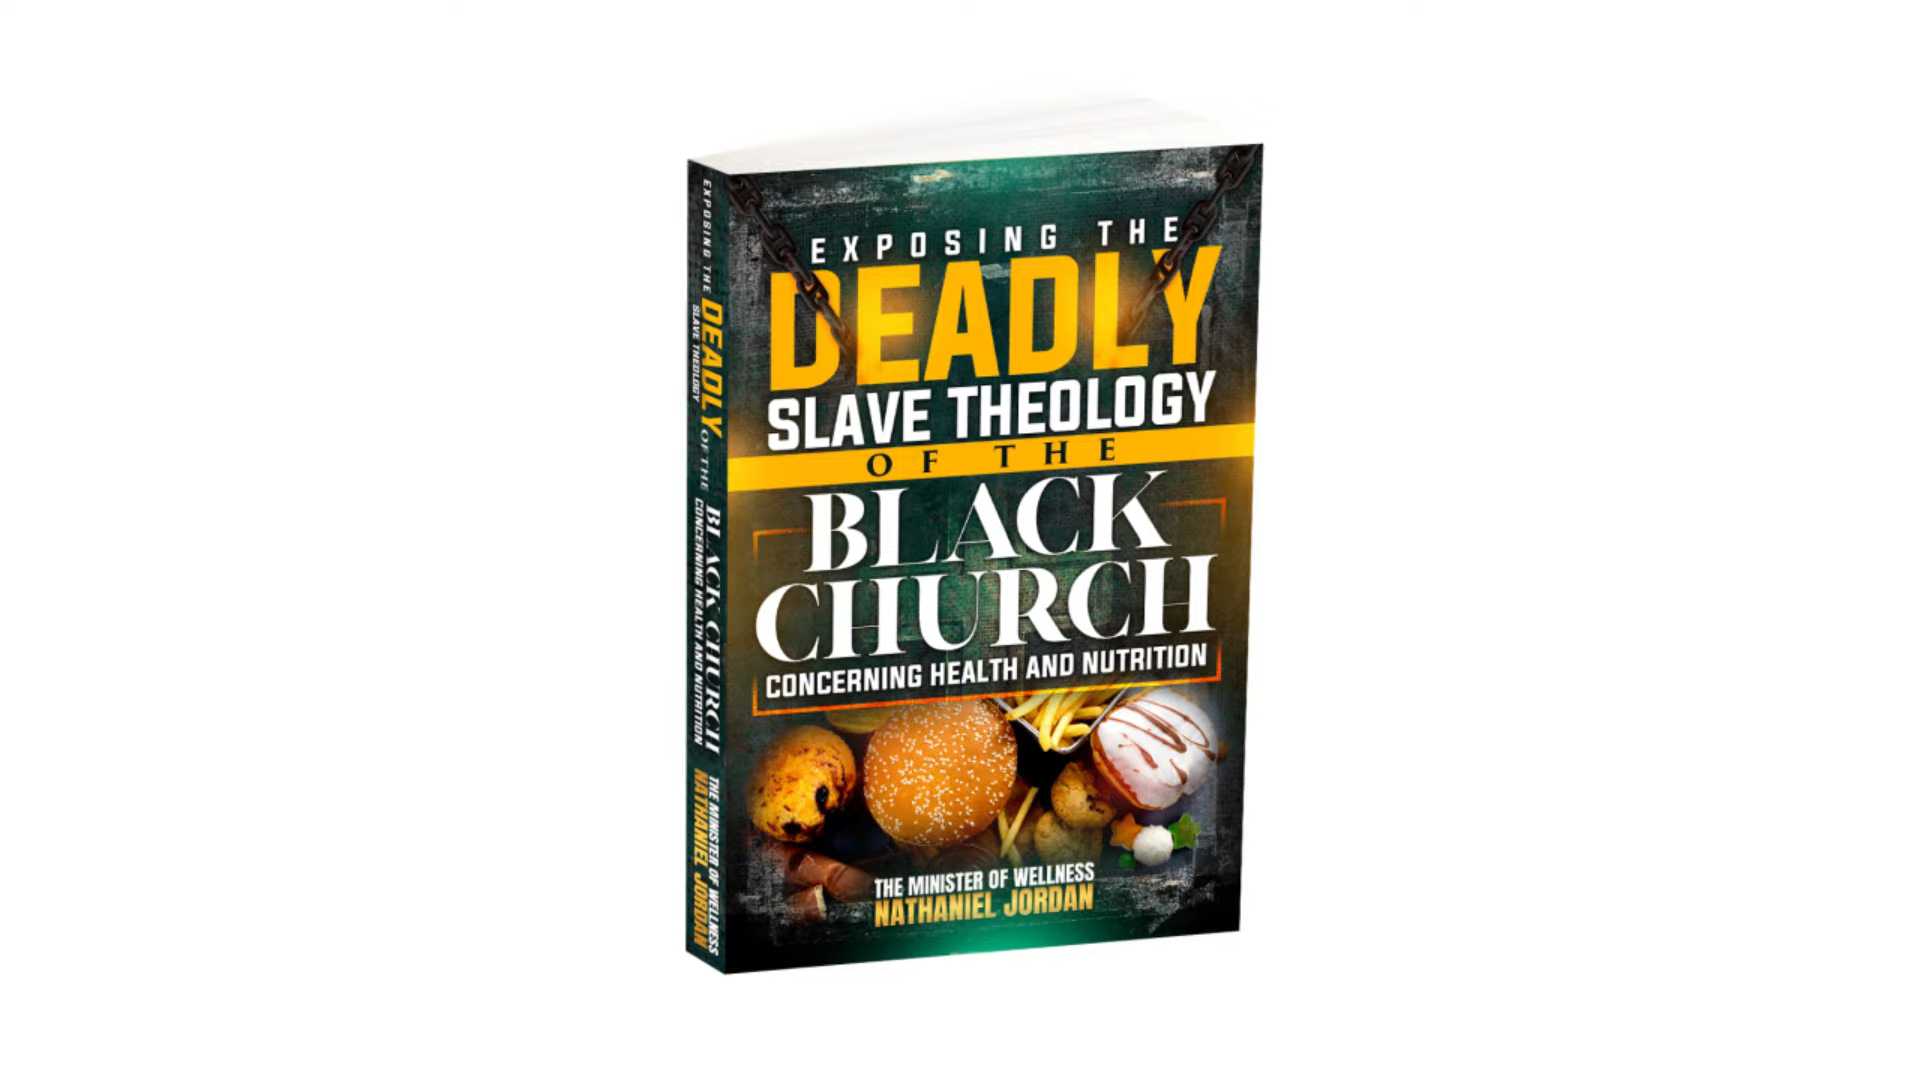 EXPOSING THE
DEADLY
SLAVE THEOLOGY
OF THE
BLACK
CHURCH
CONCERNING HEALTH AND NUTRITION
THE MINISTER OF WELLNESS
NATHANIEL JORDAN
EXPOSING THE DEADLY
SLAVE THEOLOGY
OF THE BLACK CHURCH
CONCERNING HEALTH AND NUTRITION
THE MINISTER OF WELLNESS
NATHANIEL JORDAN